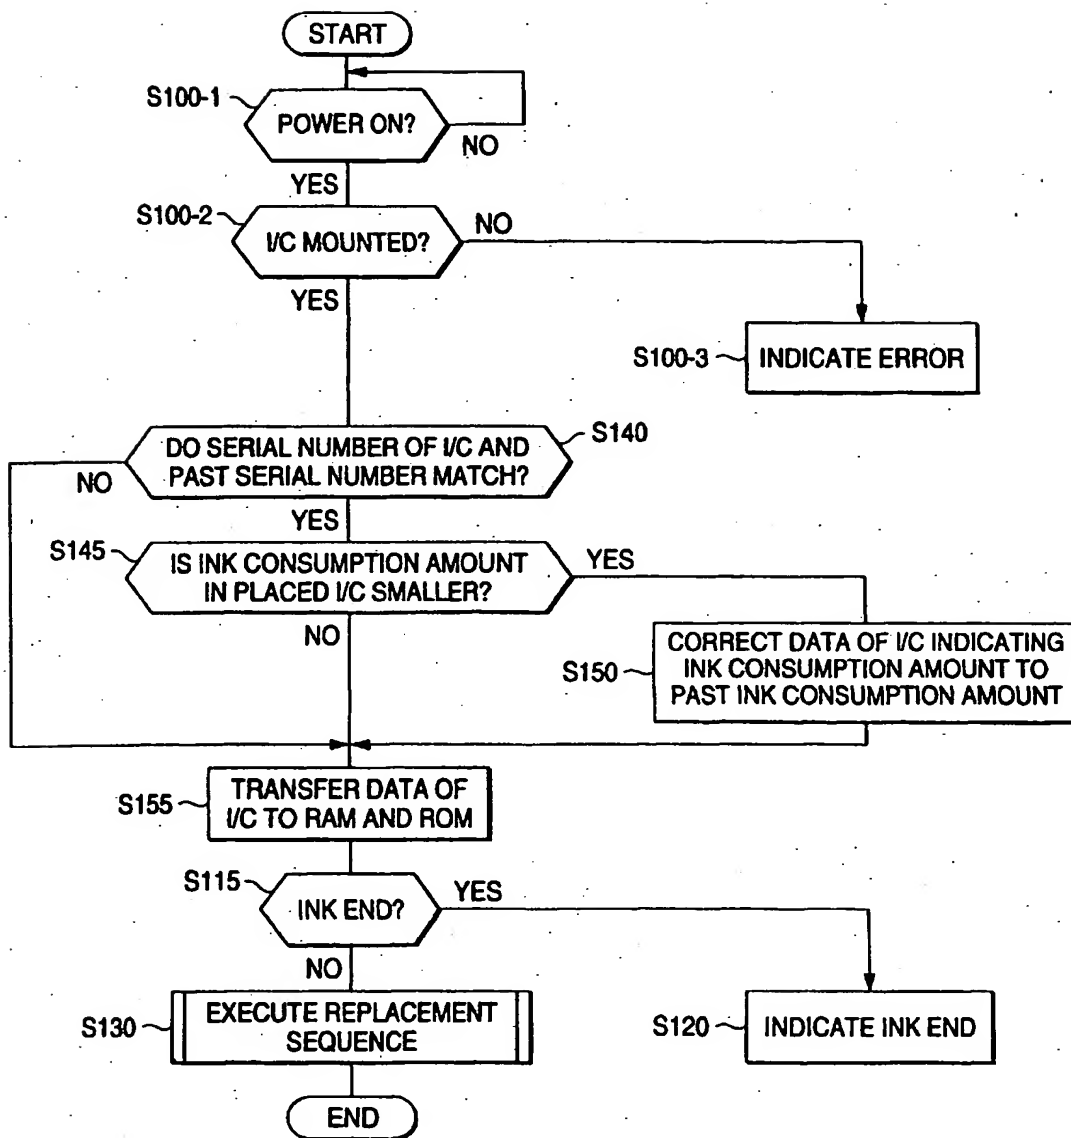 START
S100-1
POWER ON?
NO
YES
S100-2
I/C MOUNTED?
NO
YES
S100-3
INDICATE ERROR
DO SERIAL NUMBER OF I/C AND
PAST SERIAL NUMBER MATCH?
S140
NO
YES
S145
IS INK CONSUMPTION AMOUNT
IN PLACED I/C SMALLER?
YES
NO
S150
CORRECT DATA OF I/C INDICATING
INK CONSUMPTION AMOUNT TO
PAST INK CONSUMPTION AMOUNT
S155
TRANSFER DATA OF
I/C TO RAM AND ROM
S115
INK END?
YES
NO
S130
EXECUTE REPLACEMENT
SEQUENCE
S120
INDICATE INK END
END